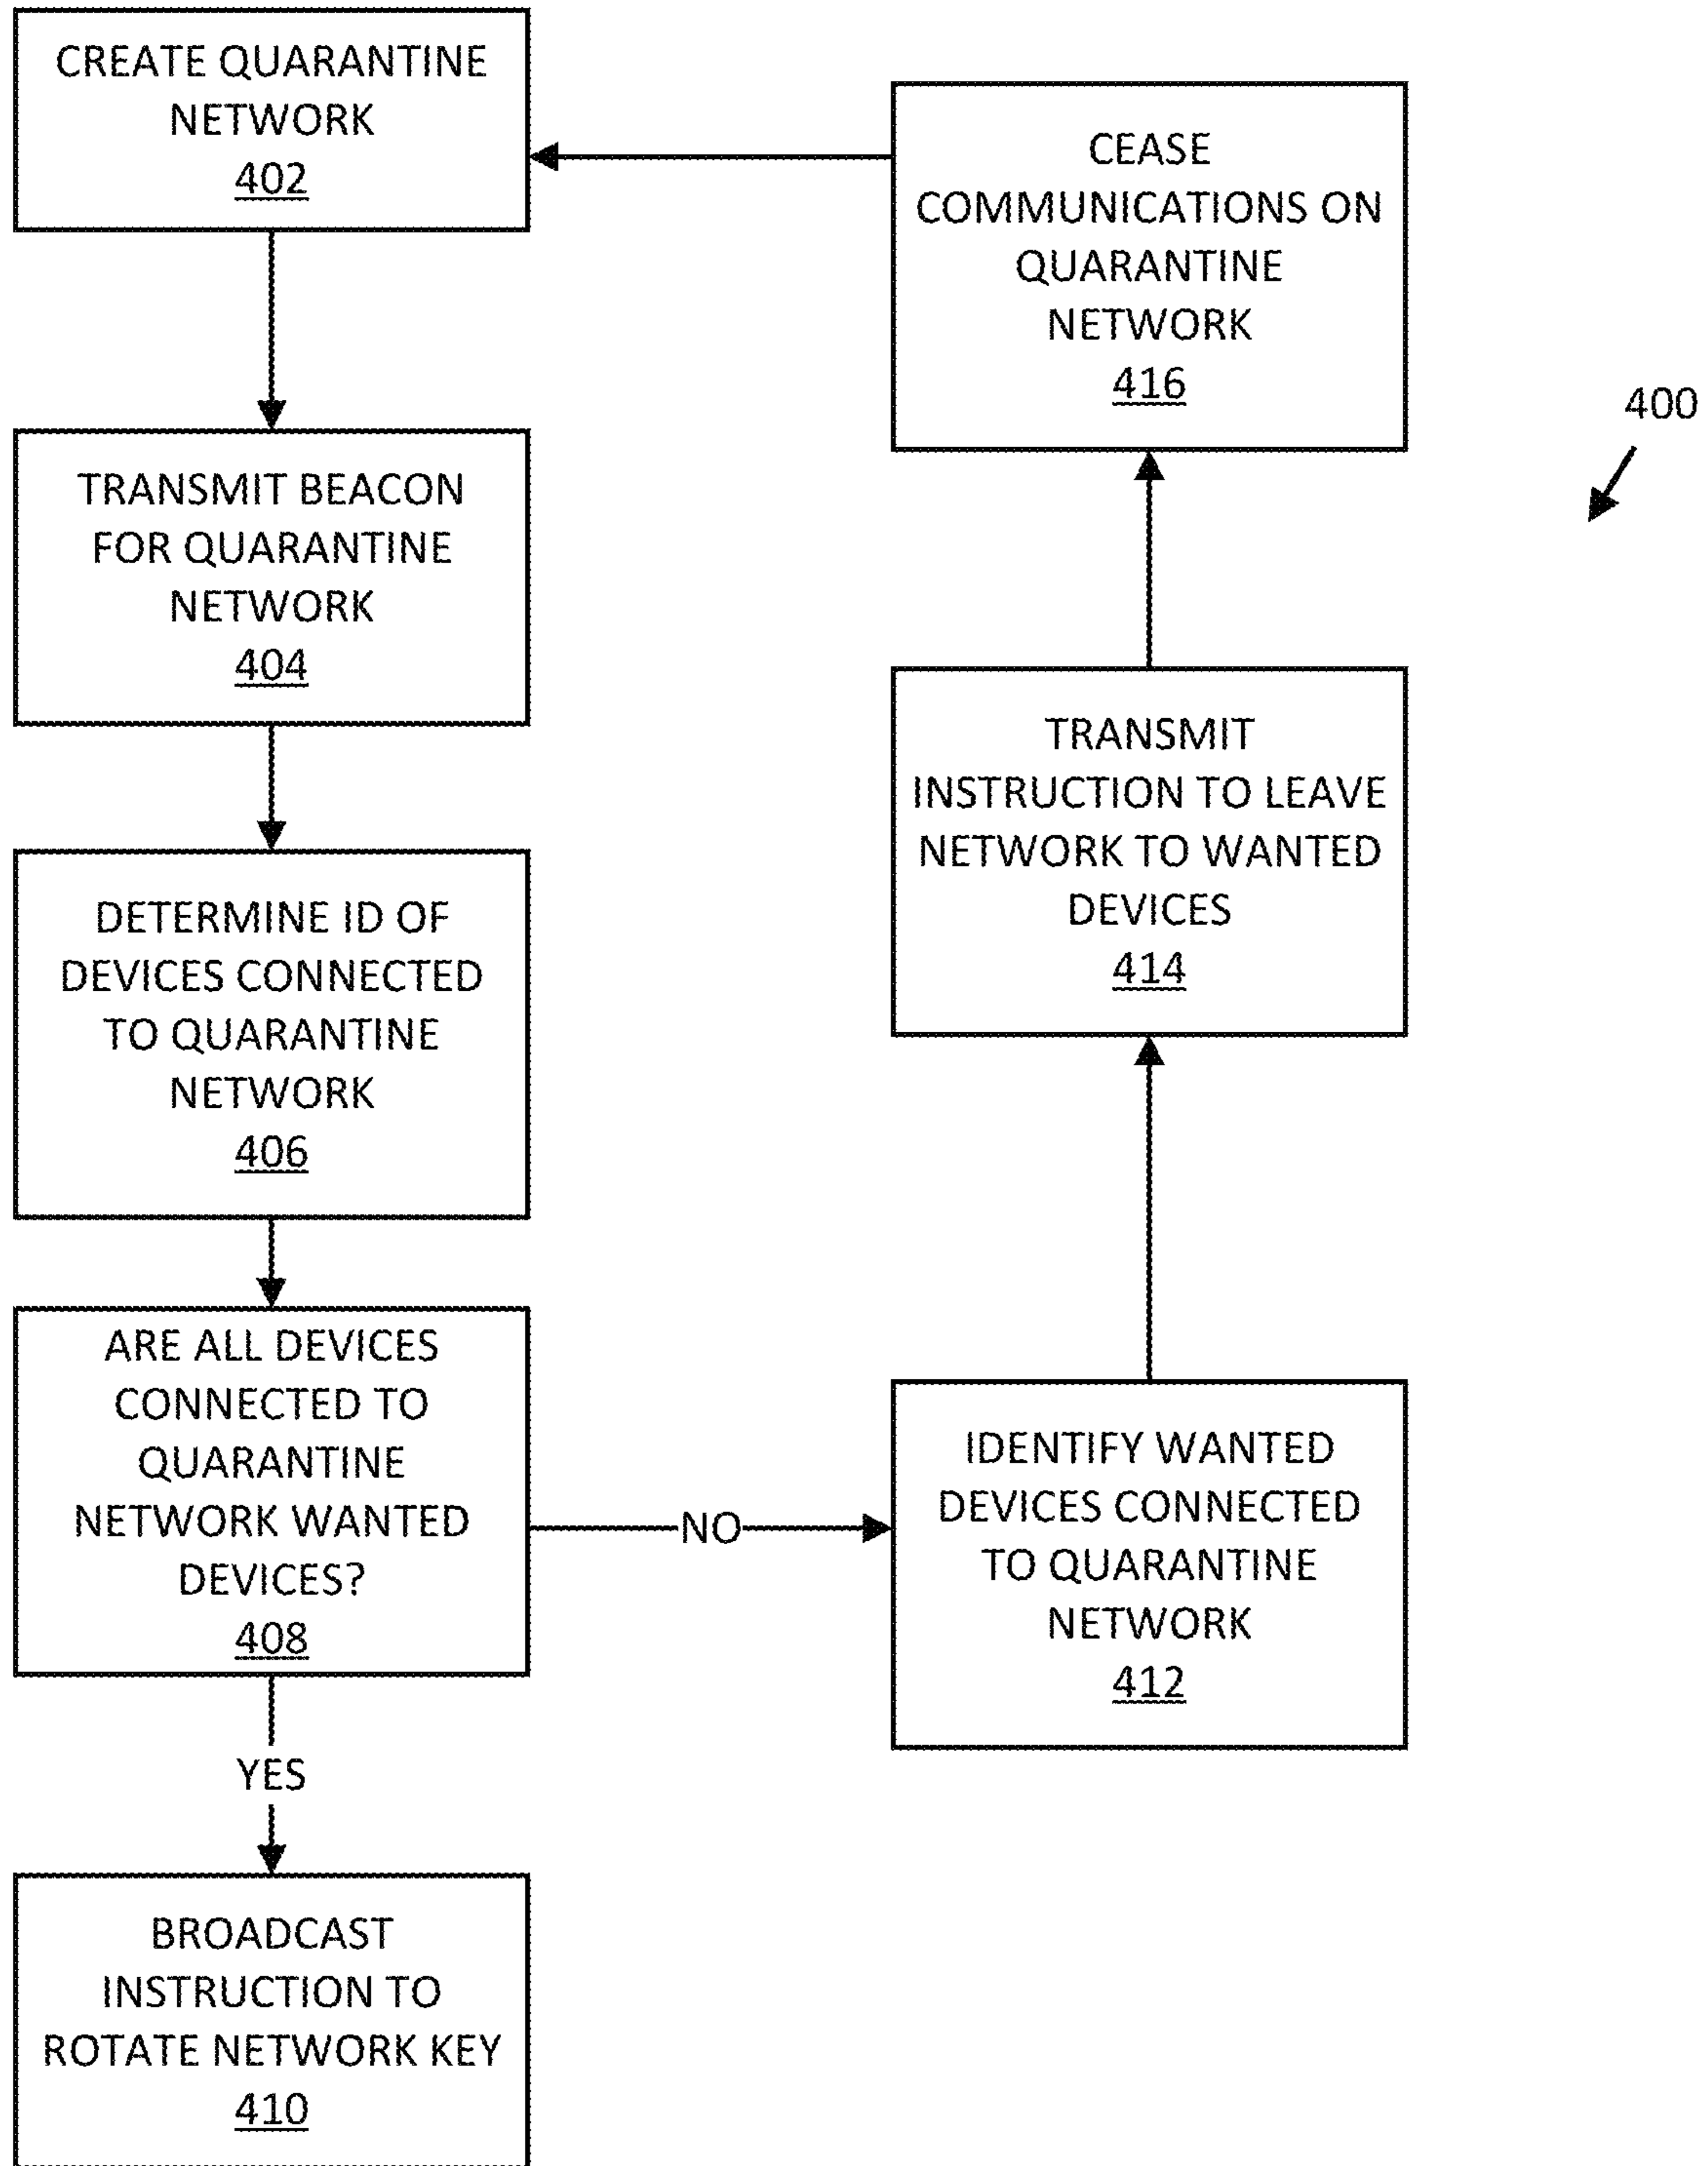 CREATE QUARANTINE
NETWORK
402
TRANSMIT BEACON
FOR QUARANTINE
NETWORK
404
DETERMINE ID OF
DEVICES CONNECTED
TO QUARANTINE
NETWORK
406
ARE ALL DEVICES
CONNECTED TO
QUARANTINE
NETWORK WANTED
DEVICES?
408
YES
BROADCAST
INSTRUCTION TO
ROTATE NETWORK KEY
410
NO
IDENTIFY WANTED
DEVICES CONNECTED
TO QUARANTINE
NETWORK
412
TRANSMIT
INSTRUCTION TO LEAVE
NETWORK TO WANTED
DEVICES
414
CEASE
COMMUNICATIONS ON
QUARANTINE
NETWORK
416
400